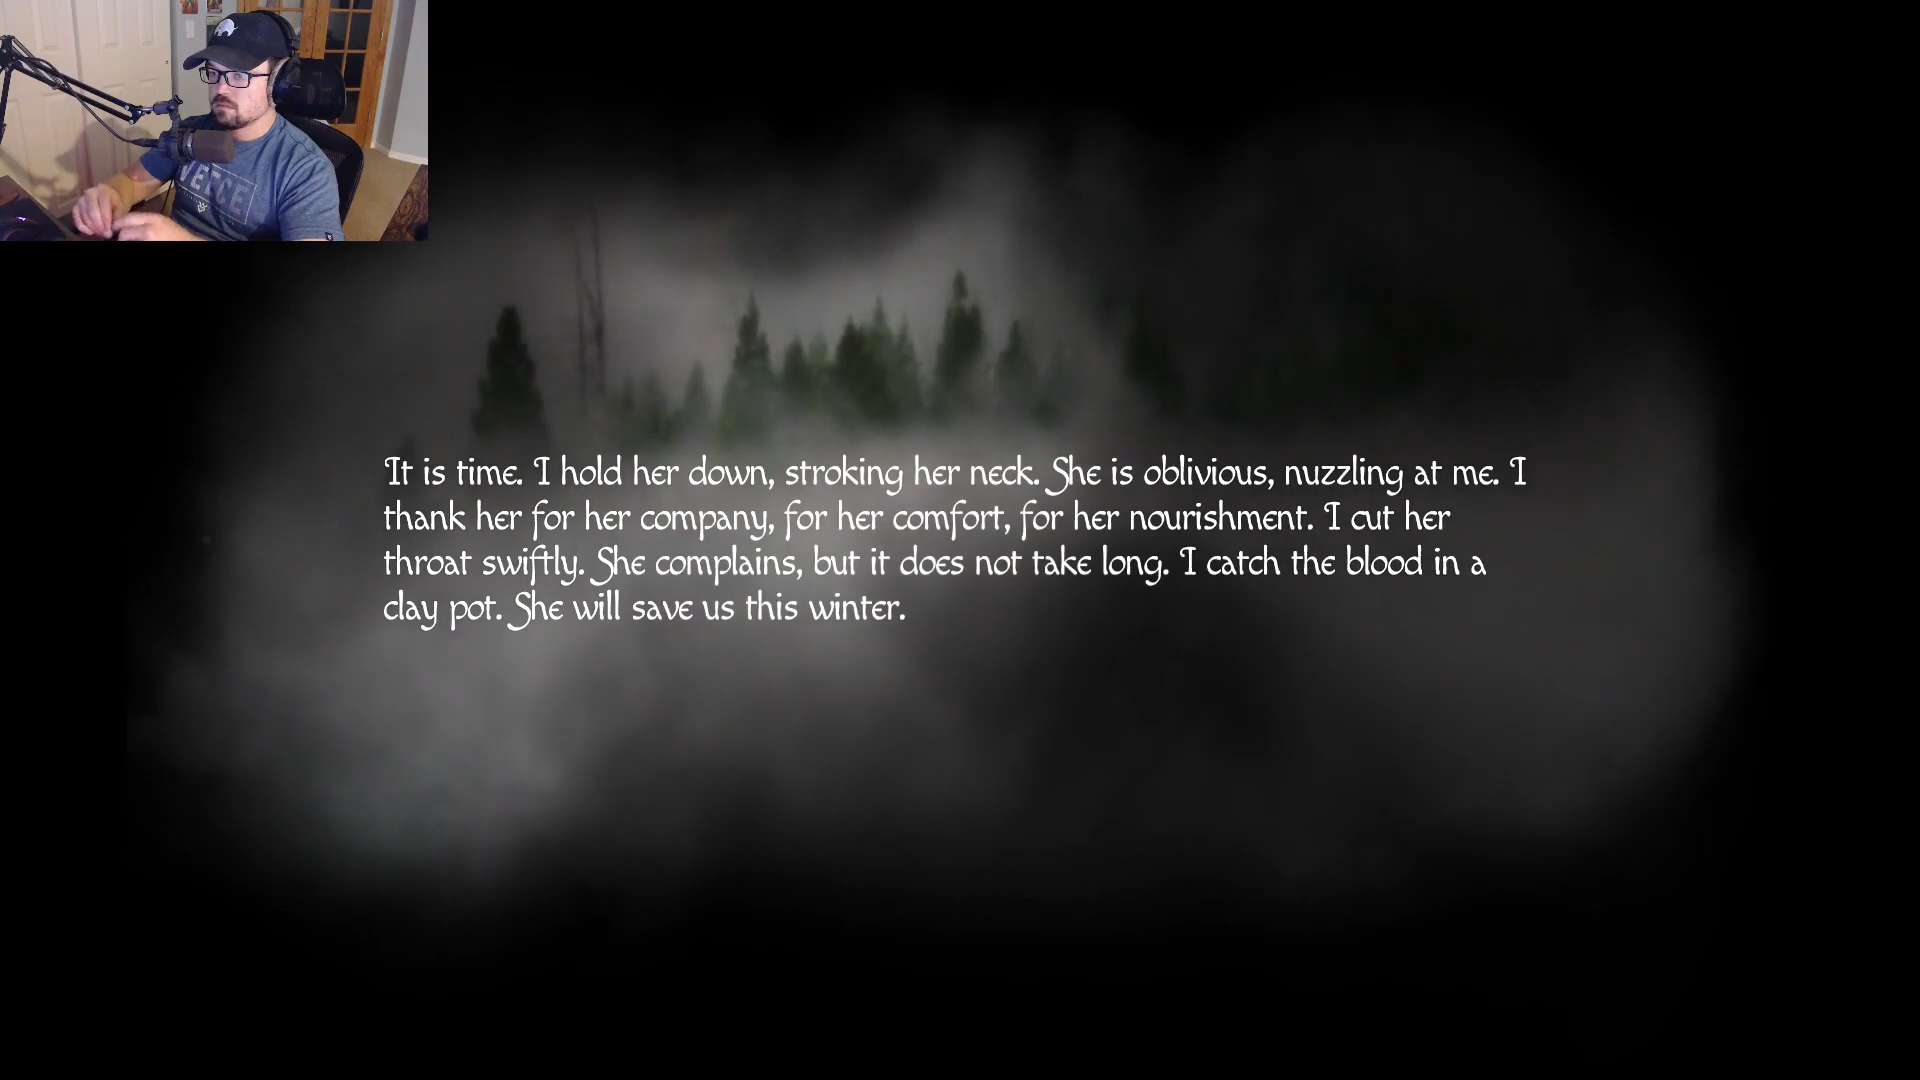 It is time. I hold her down, stroking her neck. She is oblivious, nuzzling at me. I
thank her for her company, for her comfort, for her nourishment. I cut her
throat swiftly. She complains, but it does not take long. I catch the blood in a
clay pot. She will save us this winter.